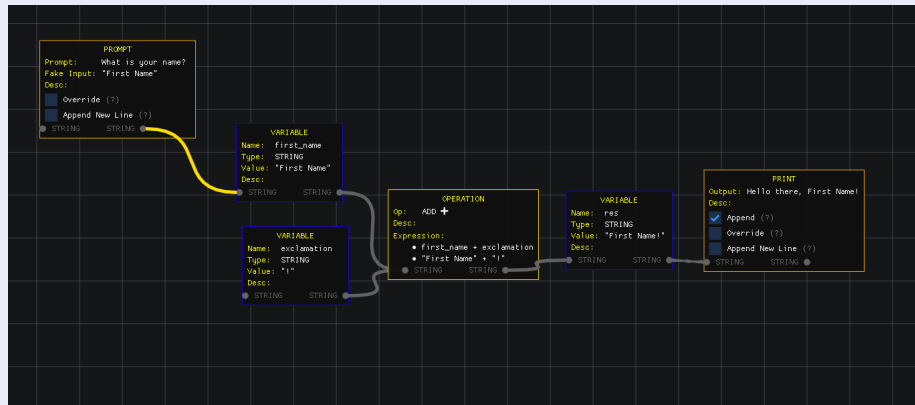 PROMPT
Prompt: What is your name?
Fake Input: "First Name"
Desc:
Override (?)
Append New Line (?)
STRING STRING
VARIABLE
Name: first_name
Type: STRING
Value: "First Name"
Desc:
STRING STRING
VARIABLE
Name: exclamation
Type: STRING
Value: "!"
Desc:
STRING STRING
OPERATION
Op: ADD +
Desc:
Expression:
• first_name + exclamation
• "First Name" + "!"
STRING STRING
VARIABLE
Name: res
Type: STRING
Value: "First Name!"
Desc:
STRING STRING
PRINT
Output: Hello there, First Name!
Desc:
Append (?)
Override (?)
Append New Line (?)
STRING STRING